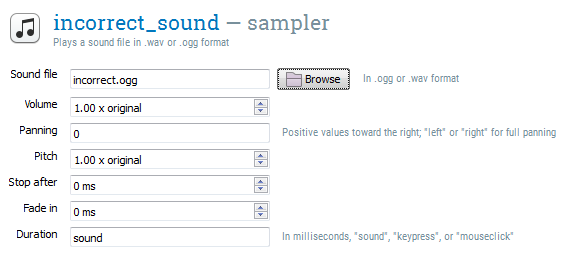 incorrect_sound — sampler
Plays a sound file in .wav or .ogg format
Sound file incorrect.ogg Browse In .ogg or .wav format
Volume 1.00 x original
Panning 0 Positive values toward the right; "left" or "right" for full panning
Pitch 1.00 x original
Stop after 0 ms
Fade in 0 ms
Duration sound In milliseconds, "sound", "keypress", or "mouseclick"